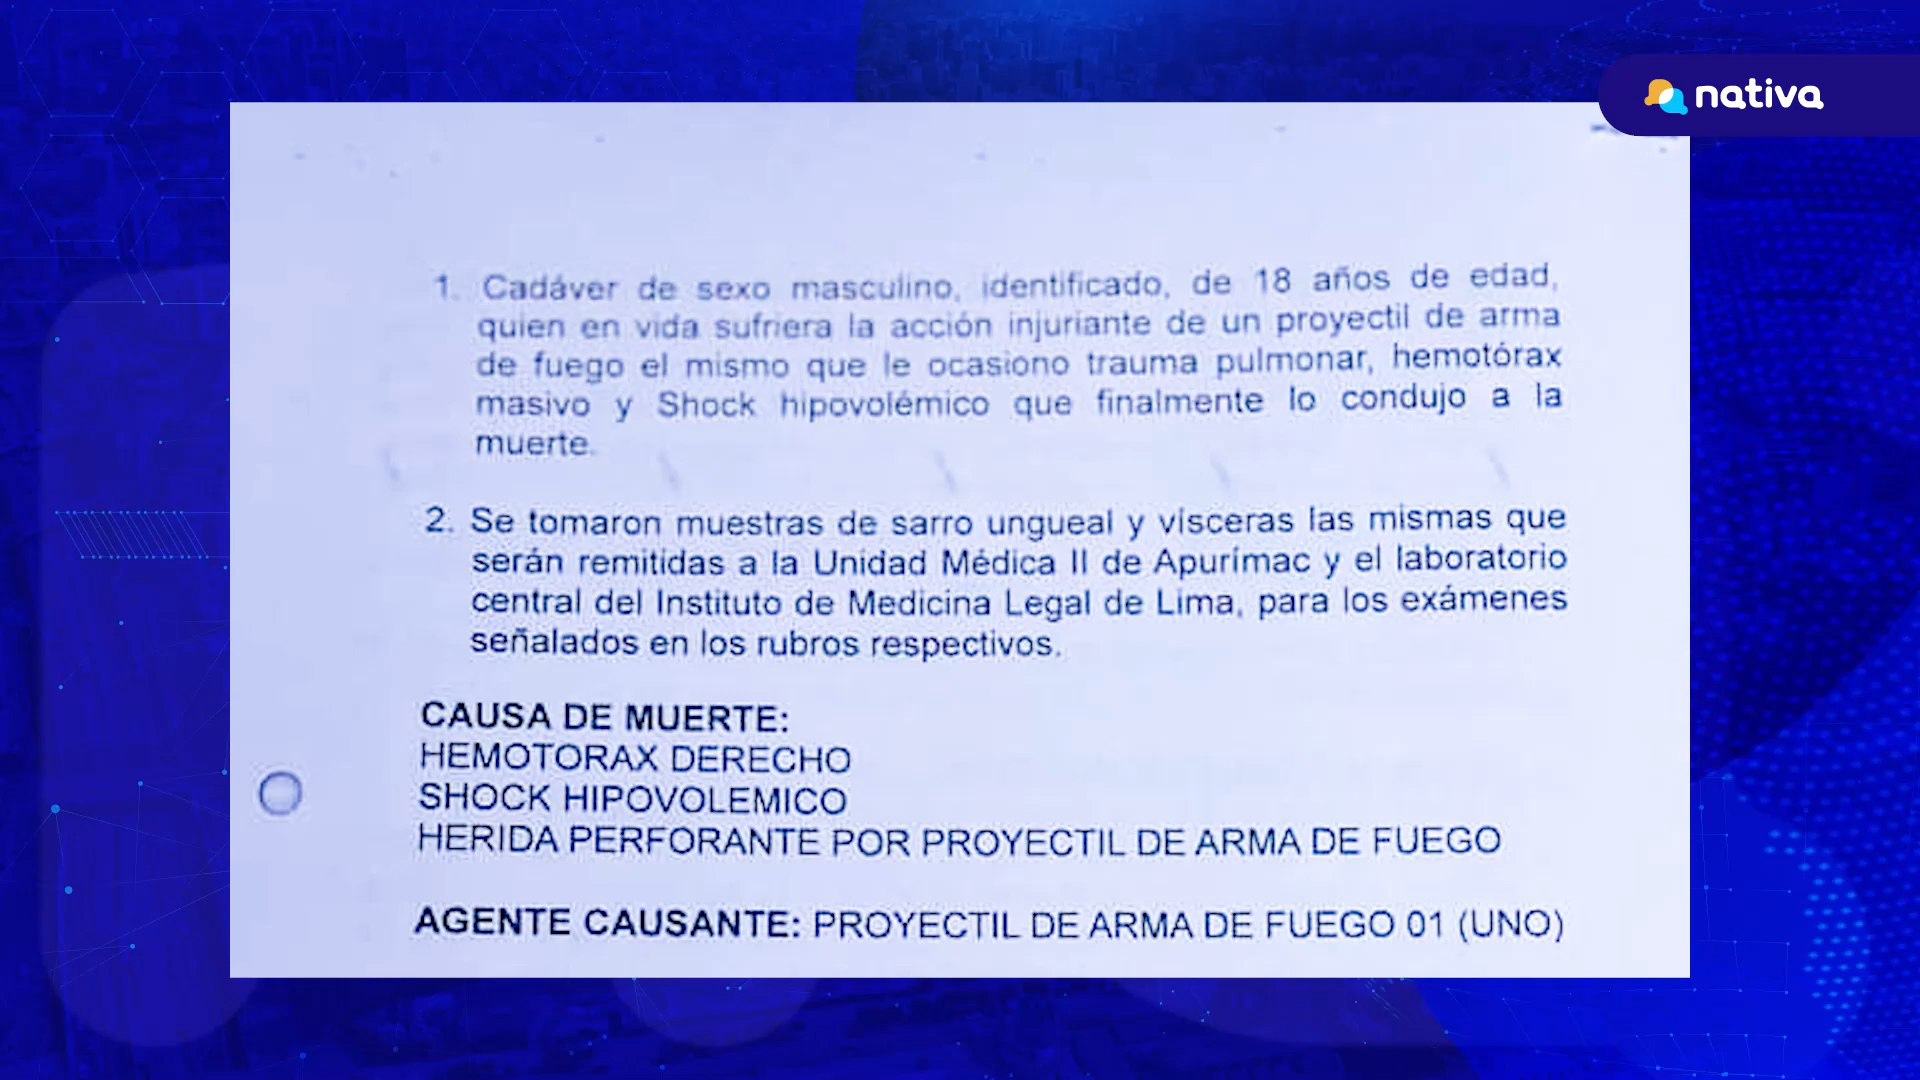 nativa
1. Cadáver de sexo masculino, identificado, de 18 años de edad,
quien en vida sufriera la acción injuriante de un proyectil de arma
de fuego el mismo que le ocasiono trauma pulmonar, hemotórax
masivo y Shock hipovolémico que finalmente lo condujo a la
muerte.
2. Se tomaron muestras de sarro ungueal y vísceras las mismas que
serán remitidas a la Unidad Médica II de Apurímac y el laboratorio
central del Instituto de Medicina Legal de Lima, para los exámenes
señalados en los rubros respectivos.
CAUSA DE MUERTE:
HEMOTORAX DERECHO
SHOCK HIPOVOLEMICO
HERIDA PERFORANTE POR PROYECTIL DE ARMA DE FUEGO
AGENTE CAUSANTE: PROYECTIL DE ARMA DE FUEGO 01 (UNO)